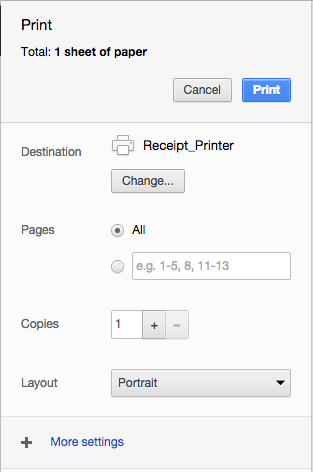 Print
Total: 1 sheet of paper
Cancel Print
Destination Receipt_Printer
Change...
Pages All
e.g. 1-5, 8, 11-13
Copies 1 + −
Layout Portrait
+ More settings